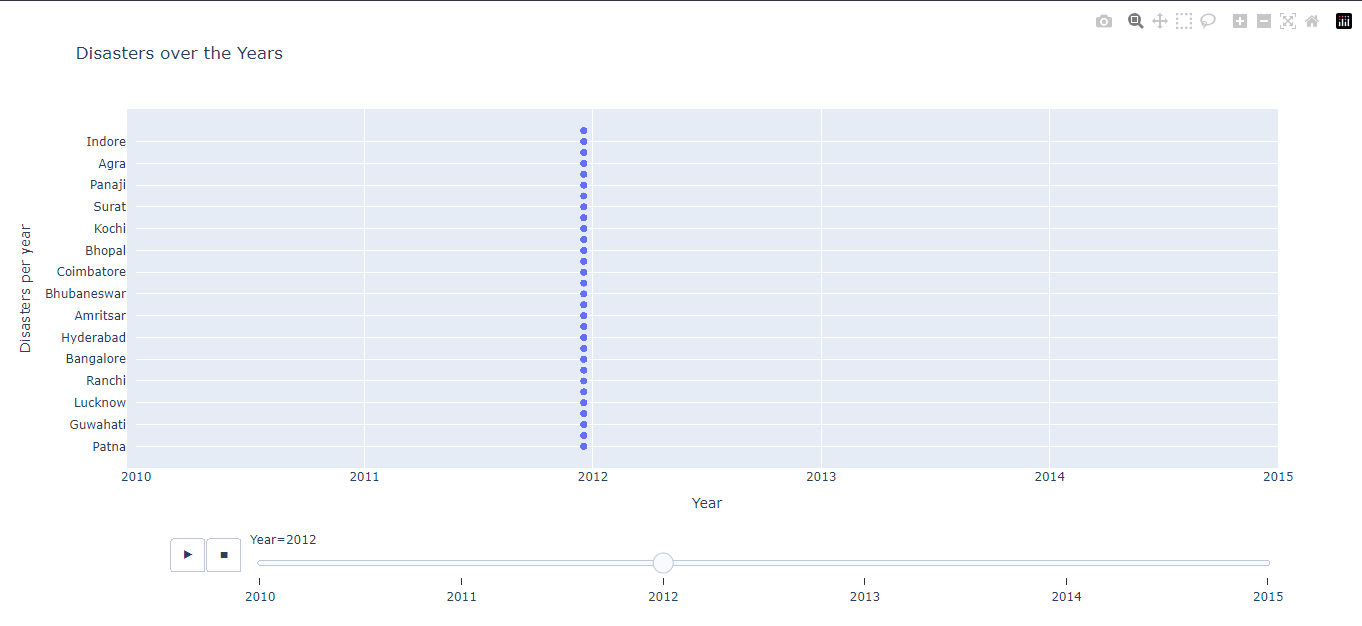 Disasters over the Years
Disasters per year
Indore
Agra
Panaji
Surat
Kochi
Bhopal
Coimbatore
Bhubaneswar
Amritsar
Hyderabad
Bangalore
Ranchi
Lucknow
Guwahati
Patna
2010 2011 2012 2013 2014 2015
Year
Year=2012
2010 2011 2012 2013 2014 2015